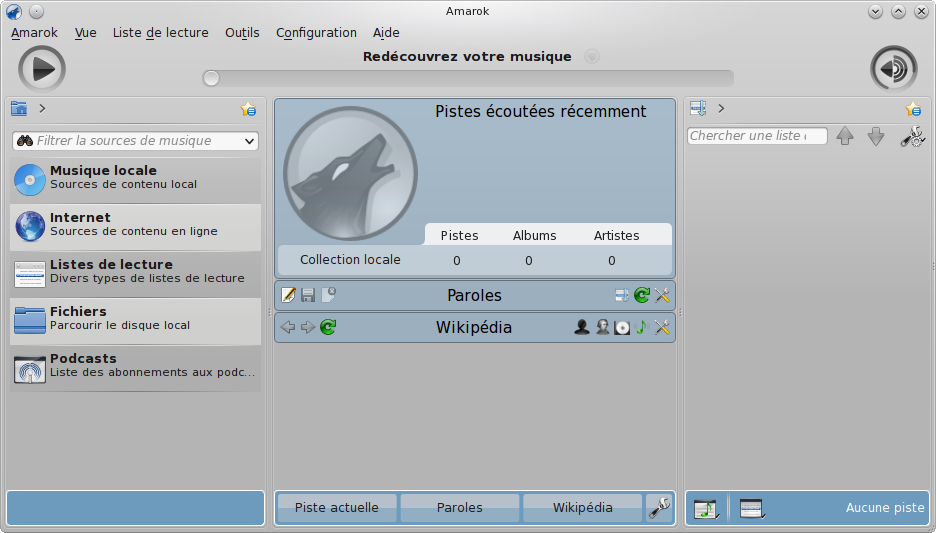 Amarok
Amarok Vue Liste de lecture Outils Configuration Aide
Redécouvrez votre musique
Filtrer la sources de musique
Musique locale
Sources de contenu local
Internet
Sources de contenu en ligne
Listes de lecture
Divers types de listes de lecture
Fichiers
Parcourir le disque local
Podcasts
Liste des abonnements aux podc...
Pistes écoutées récemment
Pistes Albums Artistes
Collection locale 0 0 0
Paroles
Wikipédia
Piste actuelle Paroles Wikipédia
Chercher une liste
Aucune piste